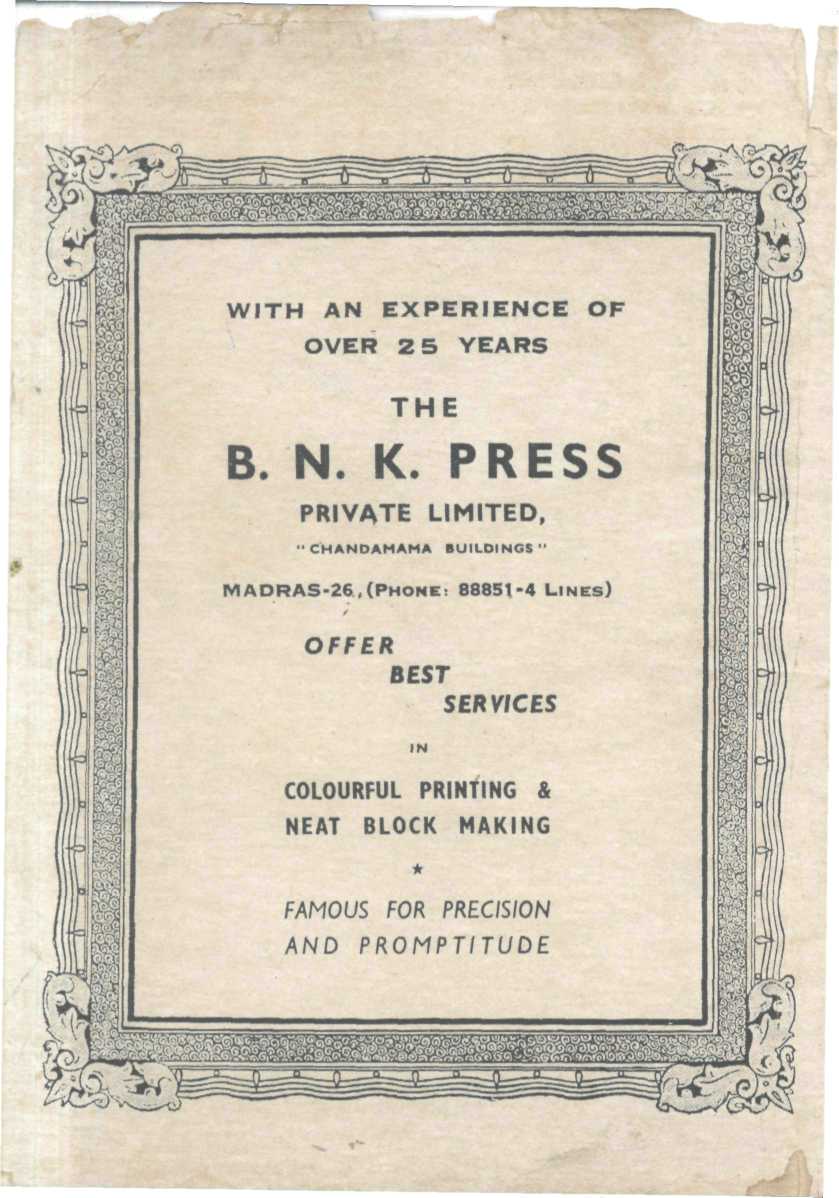 WITH AN EXPERIENCE OF
OVER 25 YEARS
THE
B. N. K. PRESS
PRIVATE LIMITED,
"CHANDAMAMA BUILDINGS"
MADRAS-26, (PHONE: 88851-4 LINES)
OFFER
BEST
SERVICES
IN
COLOURFUL PRINTING &
NEAT BLOCK MAKING
★
FAMOUS FOR PRECISION
AND PROMPTITUDE